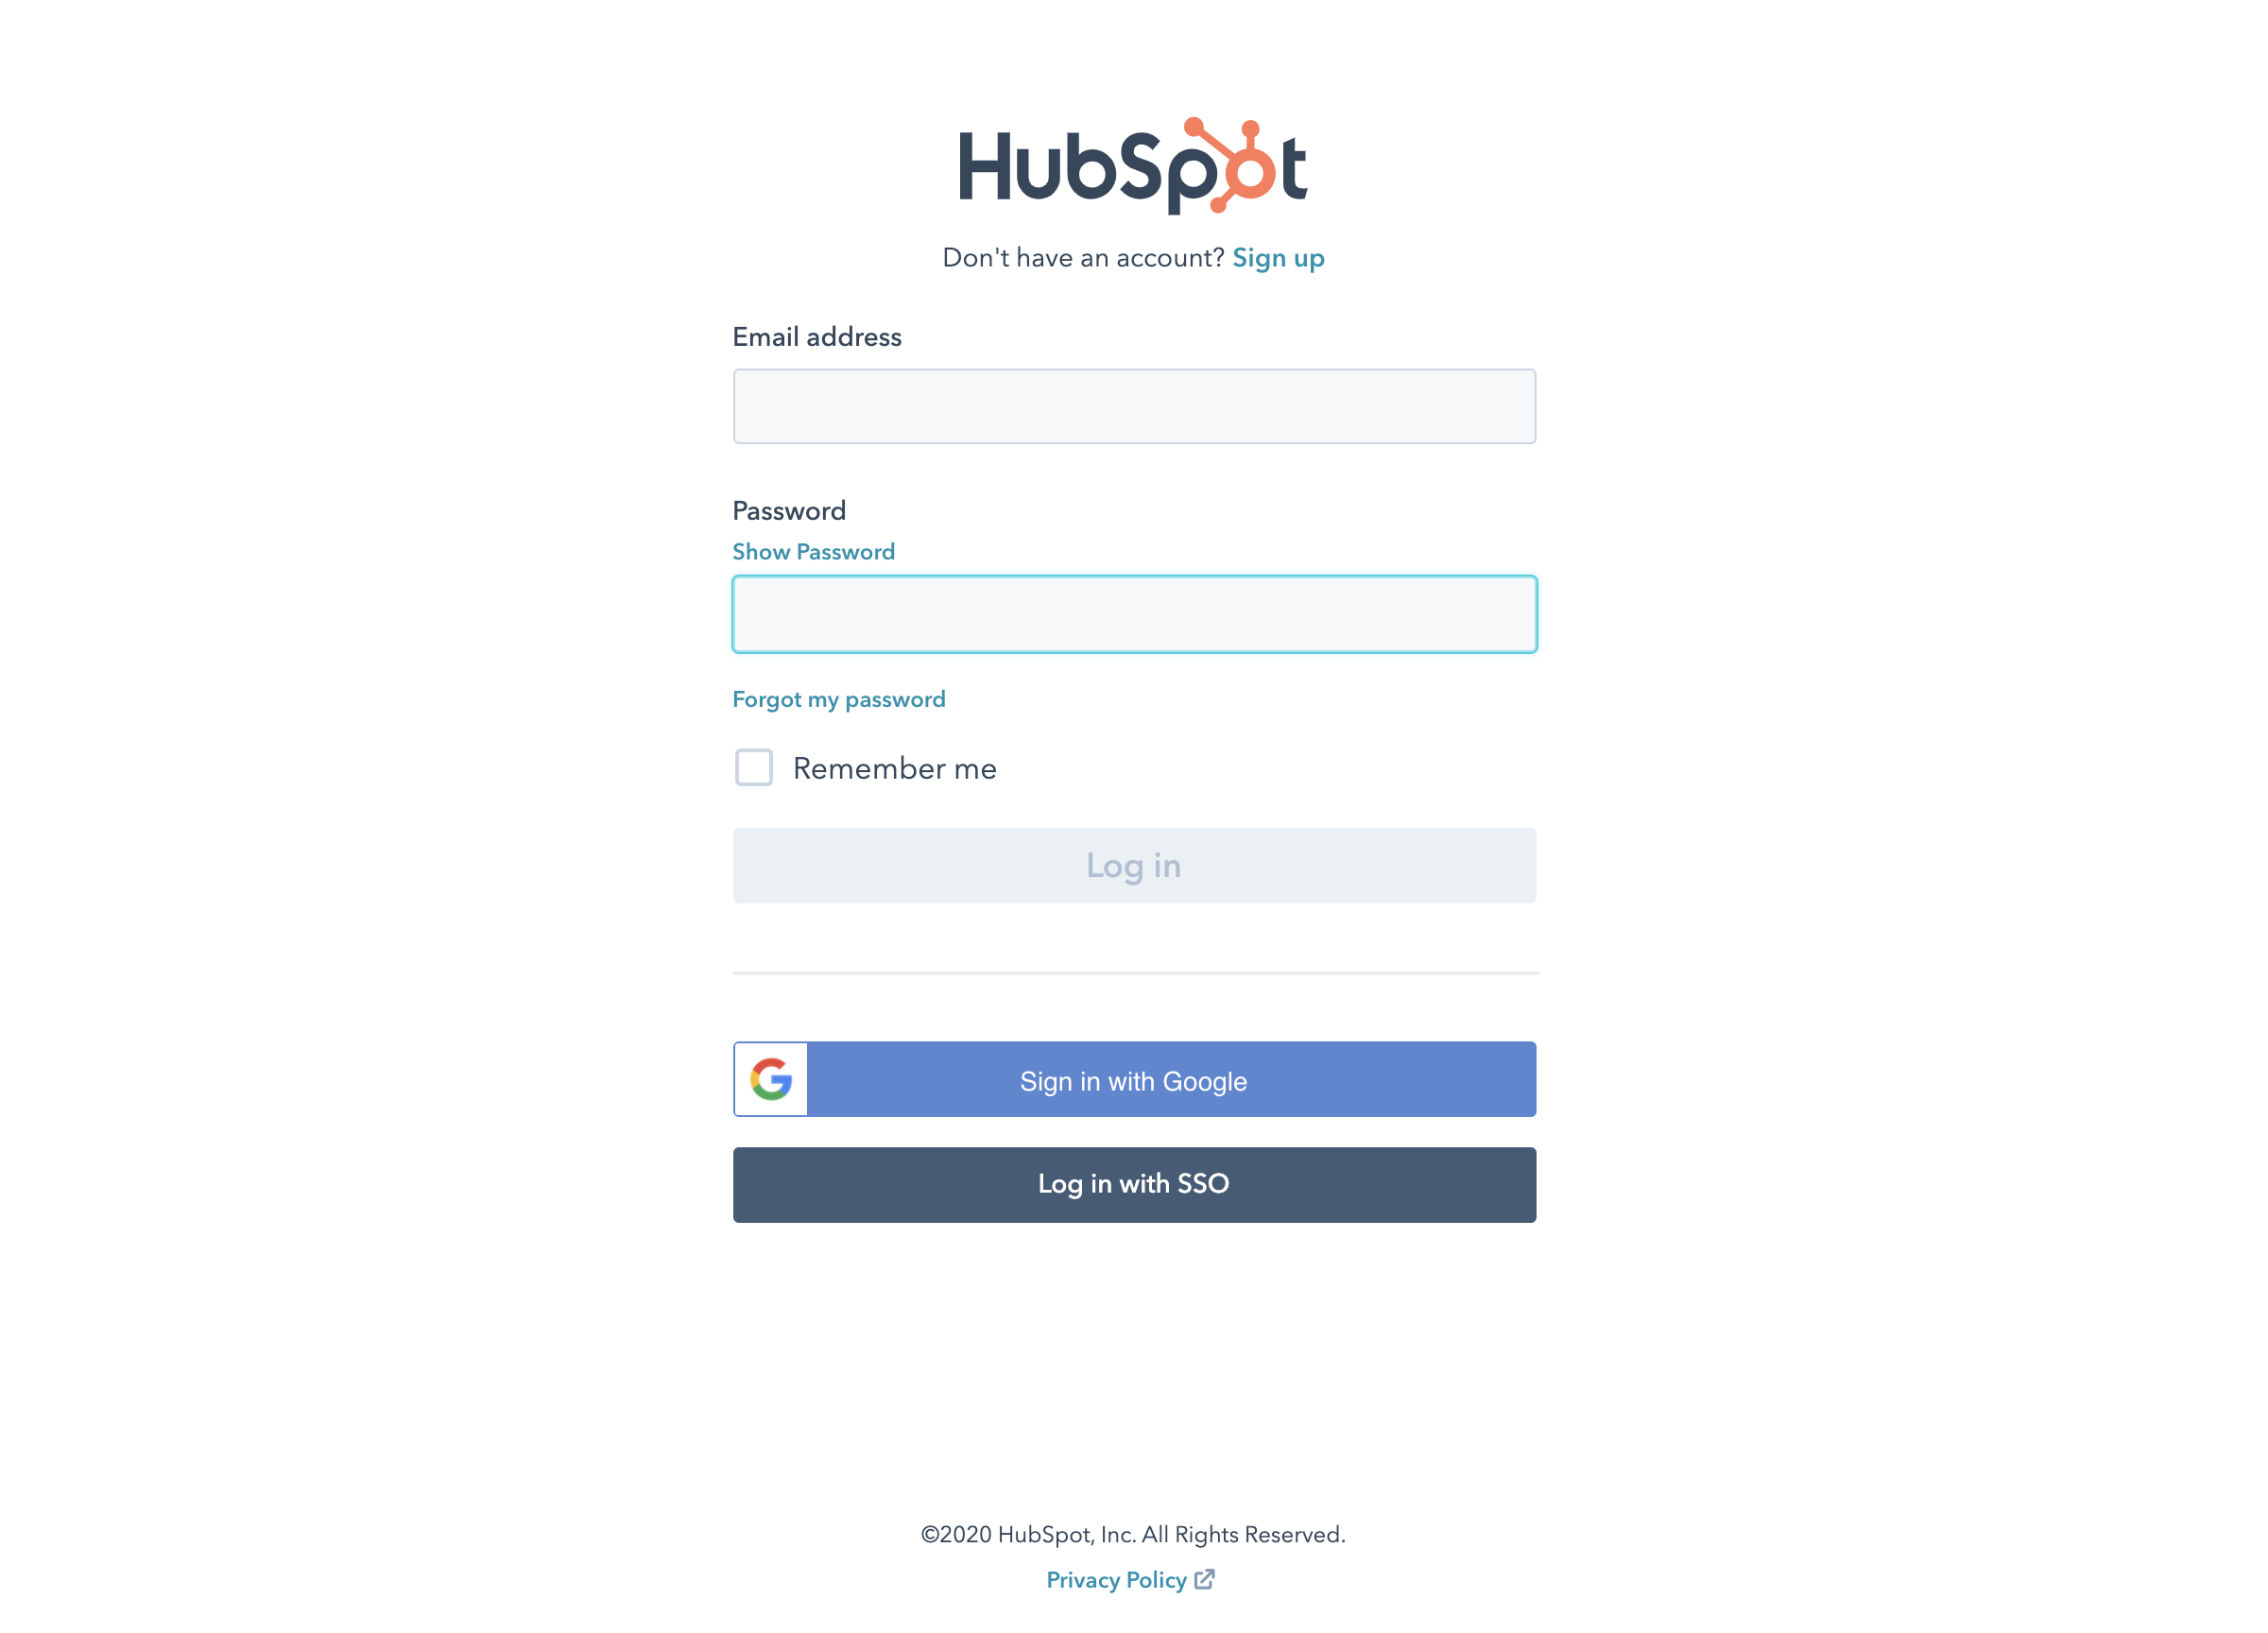 HubSpot
Don't have an account? Sign up
Email address
Password
Show Password
Forgot my password
Remember me
Log in
Sign in with Google
Log in with SSO
©2020 HubSpot, Inc. All Rights Reserved.
Privacy Policy